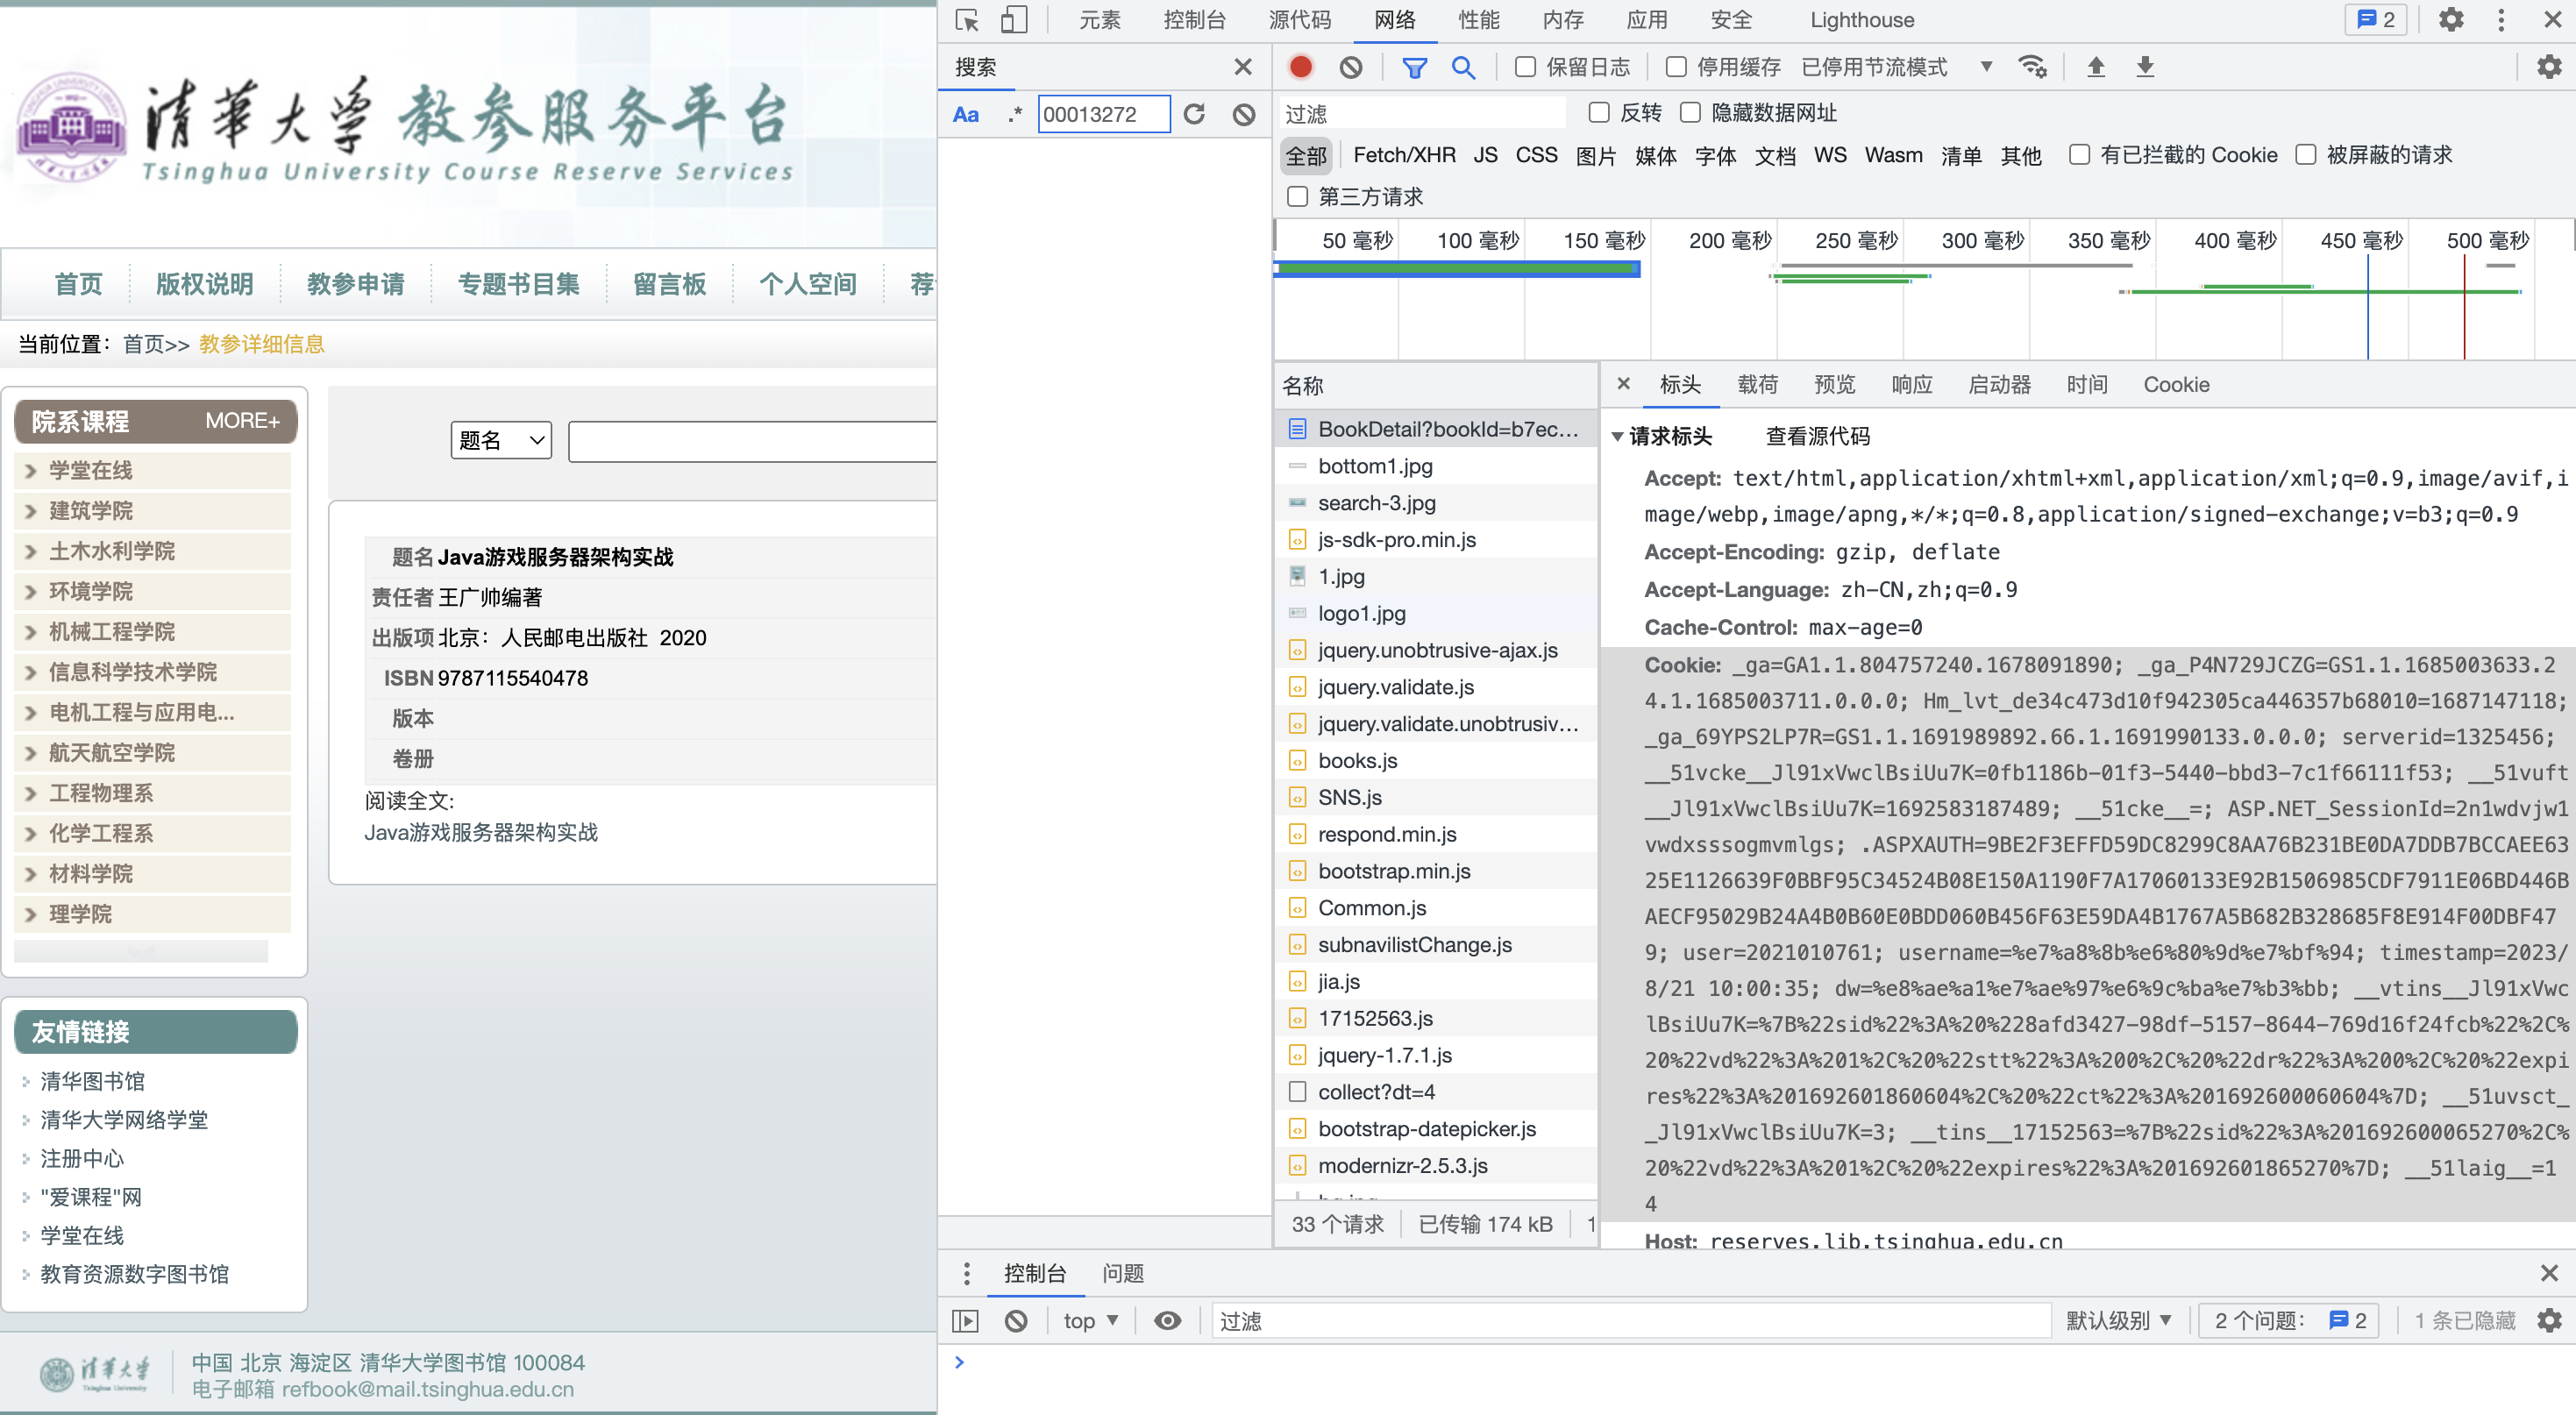 清華大学 教参服务平台
Tsinghua University Course Reserve Services
首页 版权说明 教参申请 专题书目集 留言板 个人空间
当前位置： 首页>> 教参详细信息
院系课程 MORE+
学堂在线
建筑学院
土木水利学院
环境学院
机械工程学院
信息科学技术学院
电机工程与应用电...
航天航空学院
工程物理系
化学工程系
材料学院
理学院
友情链接
清华图书馆
清华大学网络学堂
注册中心
"爱课程"网
学堂在线
教育资源数字图书馆
题名
题名 Java游戏服务器架构实战
责任者 王广帅编著
出版项 北京： 人民邮电出版社 2020
ISBN 9787115540478
版本
卷册
阅读全文:
Java游戏服务器架构实战
清華大学
Tsinghua University
中国 北京 海淀区 清华大学图书馆 100084
电子邮箱 refbook@mail.tsinghua.edu.cn
元素 控制台 源代码 网络 性能 内存 应用 安全 Lighthouse 2
搜索
Aa .* 00013272
保留日志 停用缓存 已停用节流模式
过滤 反转 隐藏数据网址
全部 Fetch/XHR JS CSS 图片 媒体 字体 文档 WS Wasm 清单 其他 有已拦截的 Cookie 被屏蔽的请求
第三方请求
50 毫秒 100 毫秒 150 毫秒 200 毫秒 250 毫秒 300 毫秒 350 毫秒 400 毫秒 450 毫秒 500 毫秒
名称
BookDetail?bookId=b7ec...
bottom1.jpg
search-3.jpg
js-sdk-pro.min.js
1.jpg
logo1.jpg
jquery.unobtrusive-ajax.js
jquery.validate.js
jquery.validate.unobtrusiv...
books.js
SNS.js
respond.min.js
bootstrap.min.js
Common.js
subnavilistChange.js
jia.js
17152563.js
jquery-1.7.1.js
collect?dt=4
bootstrap-datepicker.js
modernizr-2.5.3.js
33 个请求 已传输 174 kB
标头 载荷 预览 响应 启动器 时间 Cookie
请求标头 查看源代码
Accept: text/html,application/xhtml+xml,application/xml;q=0.9,image/avif,i
mage/webp,image/apng,*/*;q=0.8,application/signed-exchange;v=b3;q=0.9
Accept-Encoding: gzip, deflate
Accept-Language: zh-CN,zh;q=0.9
Cache-Control: max-age=0
Cookie: _ga=GA1.1.804757240.1678091890; _ga_P4N729JCZG=GS1.1.1685003633.2
4.1.1685003711.0.0.0; Hm_lvt_de34c473d10f942305ca446357b68010=1687147118;
_ga_69YPS2LP7R=GS1.1.1691989892.66.1.1691990133.0.0.0; serverid=1325456;
__51vcke__Jl91xVwclBsiUu7K=0fb1186b-01f3-5440-bbd3-7c1f66111f53; __51vuft
__Jl91xVwclBsiUu7K=1692583187489; __51cke__=; ASP.NET_SessionId=2n1wdvjw1
vwdxsssogmvmlgs; .ASPXAUTH=9BE2F3EFFD59DC8299C8AA76B231BE0DA7DDB7BCCAEE63
25E1126639F0BBF95C34524B08E150A1190F7A17060133E92B1506985CDF7911E06BD446B
AECF95029B24A4B0B60E0BDD060B456F63E59DA4B1767A5B682B328685F8E914F00DBF47
9; user=2021010761; username=%e7%a8%8b%e6%80%9d%e7%bf%94; timestamp=2023/
8/21 10:00:35; dw=%e8%ae%a1%e7%ae%97%e6%9c%ba%e7%b3%bb; __vtins__Jl91xVwc
lBsiUu7K=%7B%22sid%22%3A%20%228afd3427-98df-5157-8644-769d16f24fcb%22%2C%
20%22vd%22%3A%201%2C%20%22stt%22%3A%200%2C%20%22dr%22%3A%200%2C%20%22expi
res%22%3A%201692601860604%2C%20%22ct%22%3A%201692600060604%7D; __51uvsct_
_Jl91xVwclBsiUu7K=3; __tins__17152563=%7B%22sid%22%3A%201692600065270%2C%
20%22vd%22%3A%201%2C%20%22expires%22%3A%201692601865270%7D; __51laig__=1
4
Host: reserves.lib.tsinghua.edu.cn
控制台 问题
top 过滤 默认级别 2 个问题： 2 1 条已隐藏